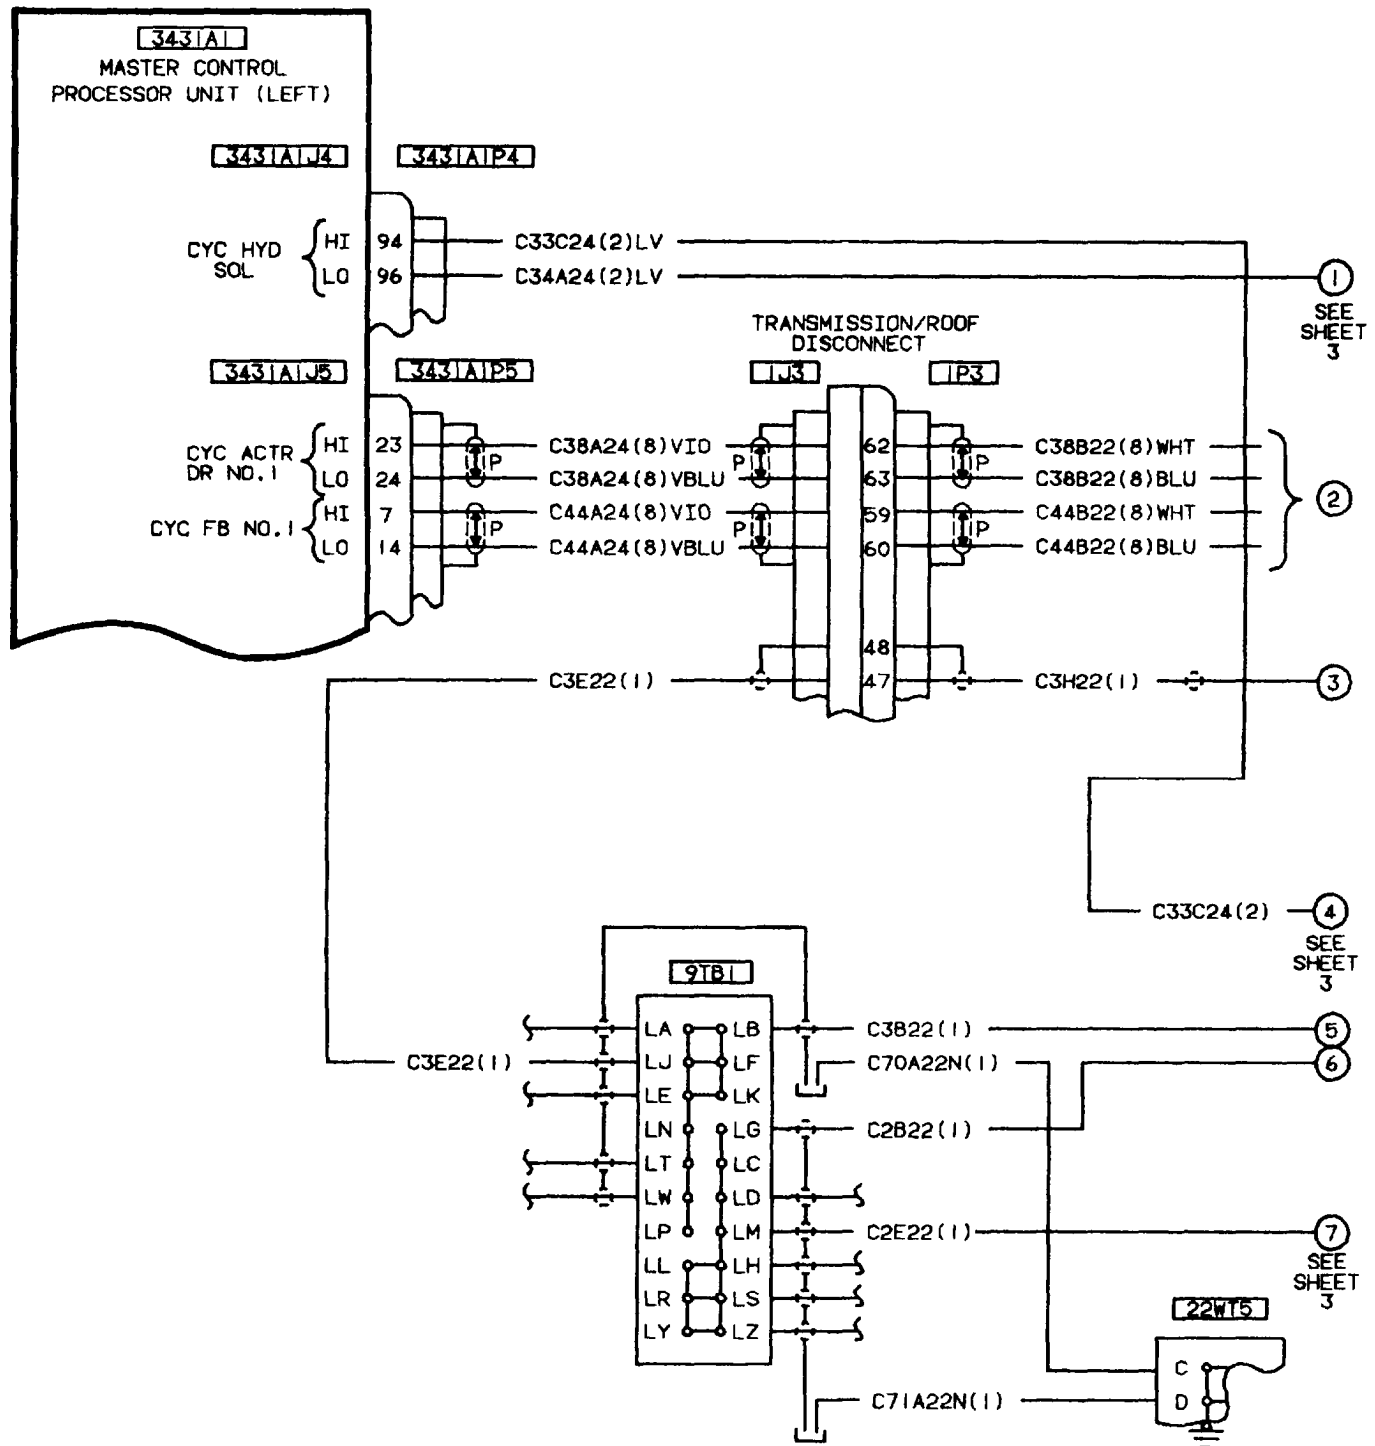 3431A1
MASTER CONTROL
PROCESSOR UNIT (LEFT)
3431A1J4 3431A1P4
CYC HYD
SOL
HI 94 C33C24(2)LV
LO 96 C34A24(2)LV
1
SEE
SHEET
3
TRANSMISSION/ROOF
DISCONNECT
3431A1J5 3431A1P5 1J3 1P3
CYC ACTR
DR NO.1
HI 23 C38A24(8)VIO 62 C38B22(8)WHT
P P P
LO 24 C38A24(8)VBLU 63 C38B22(8)BLU
2
CYC FB NO.1
HI 7 C44A24(8)VIO 59 C44B22(8)WHT
P P P
LO 14 C44A24(8)VBLU 60 C44B22(8)BLU
48
C3E22(1) 47 C3H22(1) 3
C33C24(2) 4
SEE
SHEET
3
9TB1
LA LB C3B22(1) 5
C3E22(1) LJ LF C70A22N(1) 6
LE LK
LN LG C2B22(1)
LT LC
LW LD
LP LM C2E22(1) 7
SEE
SHEET
3
LL LH
LR LS
LY LZ
22WT5
C
C71A22N(1) D